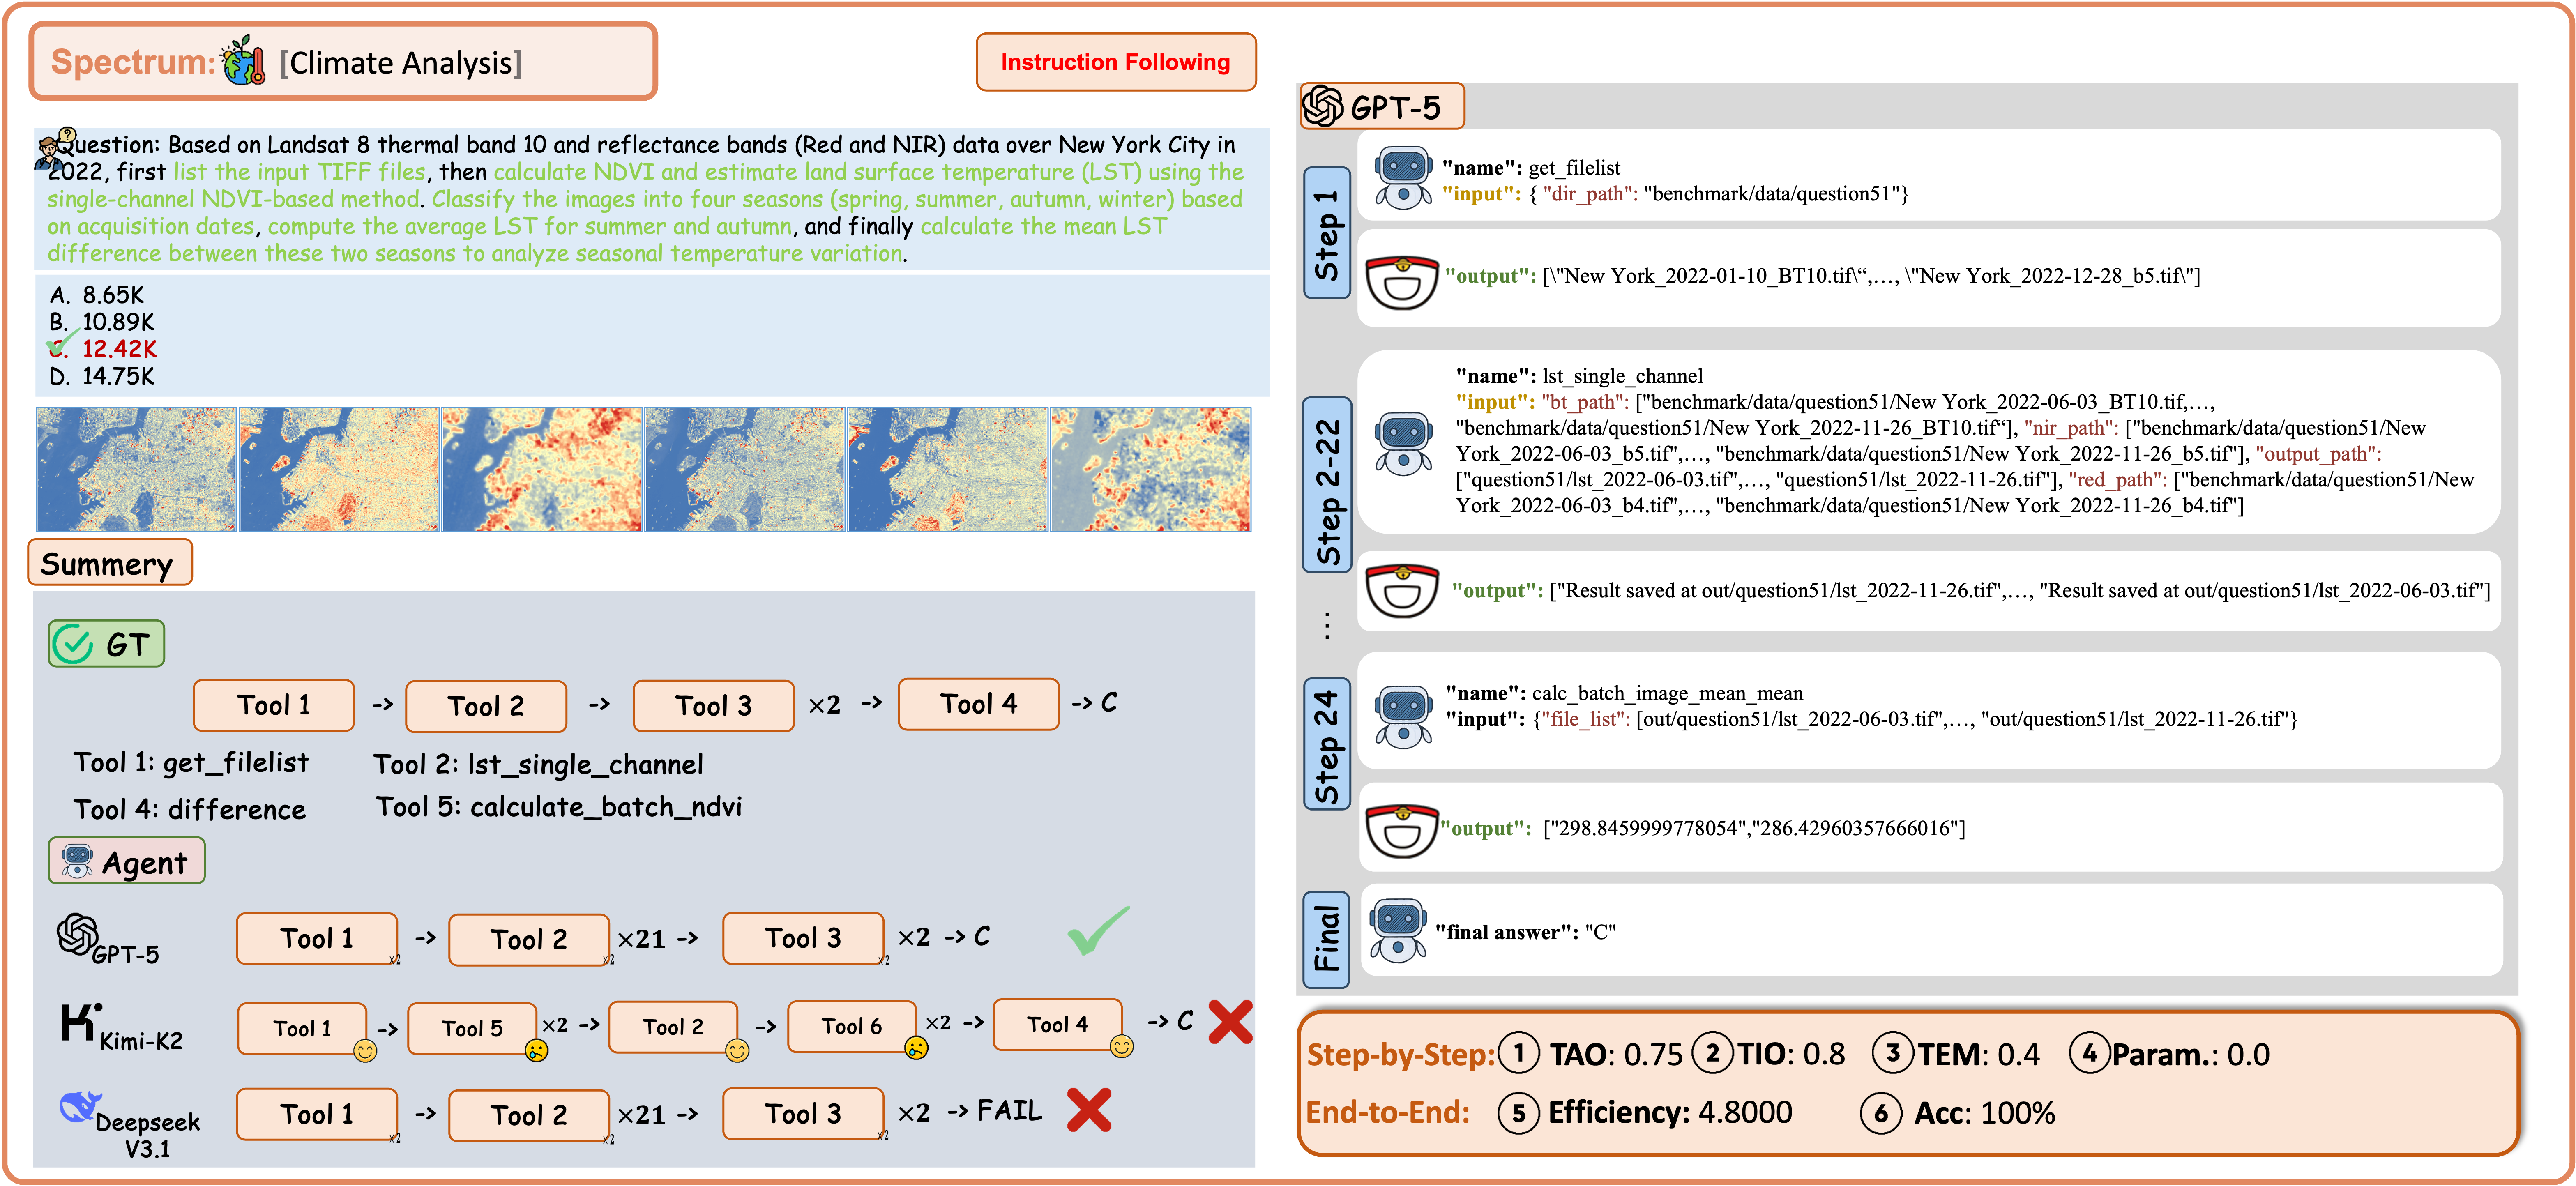 Spectrum: [Climate Analysis]
Instruction Following
Question: Based on Landsat 8 thermal band 10 and reflectance bands (Red and NIR) data over New York City in
2022, first list the input TIFF files, then calculate NDVI and estimate land surface temperature (LST) using the
single-channel NDVI-based method. Classify the images into four seasons (spring, summer, autumn, winter) based
on acquisition dates, compute the average LST for summer and autumn, and finally calculate the mean LST
difference between these two seasons to analyze seasonal temperature variation.
A. 8.65K
B. 10.89K
C. 12.42K
D. 14.75K
Summery
GT
Tool 1 -> Tool 2 -> Tool 3 ×2 -> Tool 4 -> C
Tool 1: get_filelist Tool 2: lst_single_channel
Tool 4: difference Tool 5: calculate_batch_ndvi
Agent
GPT-5 Tool 1 x2 -> Tool 2 x2 ×21 -> Tool 3 x2 ×2 -> C
Kimi-K2 Tool 1 -> Tool 5 ×2 -> Tool 2 -> Tool 6 ×2 -> Tool 4 -> C
Deepseek V3.1 Tool 1 x2 -> Tool 2 x2 ×21 -> Tool 3 x2 ×2 -> FAIL
GPT-5
Step 1
"name": get_filelist
"input": { "dir_path": "benchmark/data/question51"}
"output": [\"New York_2022-01-10_BT10.tif\“,…, \"New York_2022-12-28_b5.tif\"]
Step 2-22
"name": lst_single_channel
"input": "bt_path": ["benchmark/data/question51/New York_2022-06-03_BT10.tif,…,
"benchmark/data/question51/New York_2022-11-26_BT10.tif“], "nir_path": ["benchmark/data/question51/New
York_2022-06-03_b5.tif",…, "benchmark/data/question51/New York_2022-11-26_b5.tif"], "output_path":
["question51/lst_2022-06-03.tif",…, "question51/lst_2022-11-26.tif"], "red_path": ["benchmark/data/question51/New
York_2022-06-03_b4.tif",…, "benchmark/data/question51/New York_2022-11-26_b4.tif"]
"output": ["Result saved at out/question51/lst_2022-11-26.tif",…, "Result saved at out/question51/lst_2022-06-03.tif"]
...
Step 24
"name": calc_batch_image_mean_mean
"input": {"file_list": [out/question51/lst_2022-06-03.tif",…, "out/question51/lst_2022-11-26.tif"}
"output": ["298.8459999778054","286.42960357666016"]
Final
"final answer": "C"
Step-by-Step: 1 TAO: 0.75 2 TIO: 0.8 3 TEM: 0.4 4 Param.: 0.0
End-to-End: 5 Efficiency: 4.8000 6 Acc: 100%